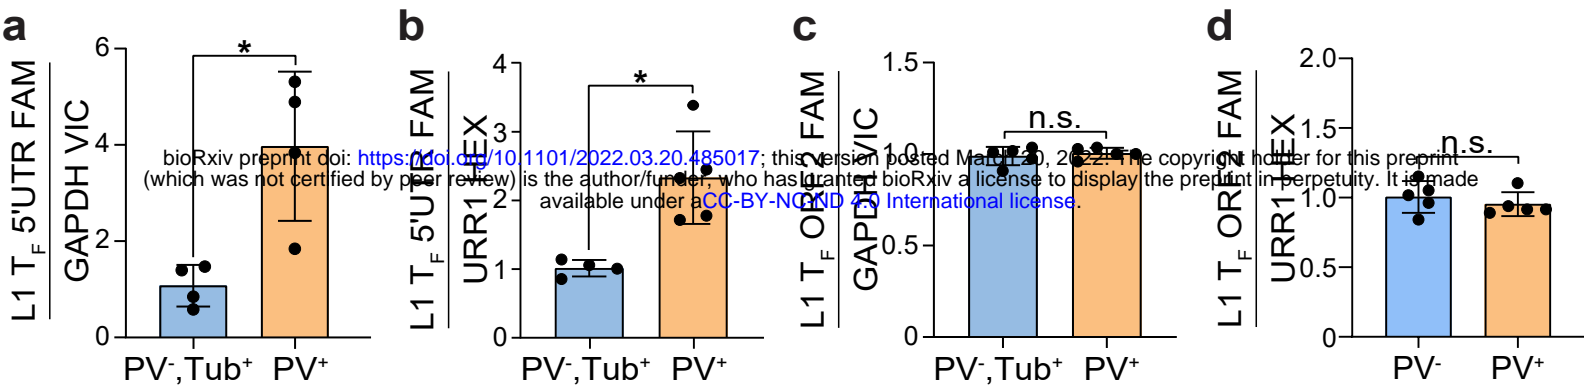 a
L1 T_F 5'UTR FAM
GAPDH VIC
6
4
2
0
*
PV⁻,Tub⁺ PV⁺
b
L1 T_F 5'UTR FAM
URR1 HEX
4
3
2
1
0
*
PV⁻,Tub⁺ PV⁺
c
L1 T_F ORF2 FAM
GAPDH VIC
1.5
1.0
0.5
0
n.s.
PV⁻,Tub⁺ PV⁺
d
L1 T_F ORF2 FAM
URR1 HEX
2.0
1.5
1.0
0.5
0
n.s.
PV⁻ PV⁺
bioRxiv preprint doi: https://doi.org/10.1101/2022.03.20.485017; this version posted March 20, 2022. The copyright holder for this preprint
(which was not certified by peer review) is the author/funder, who has granted bioRxiv a license to display the preprint in perpetuity. It is made
available under aCC-BY-NC-ND 4.0 International license.